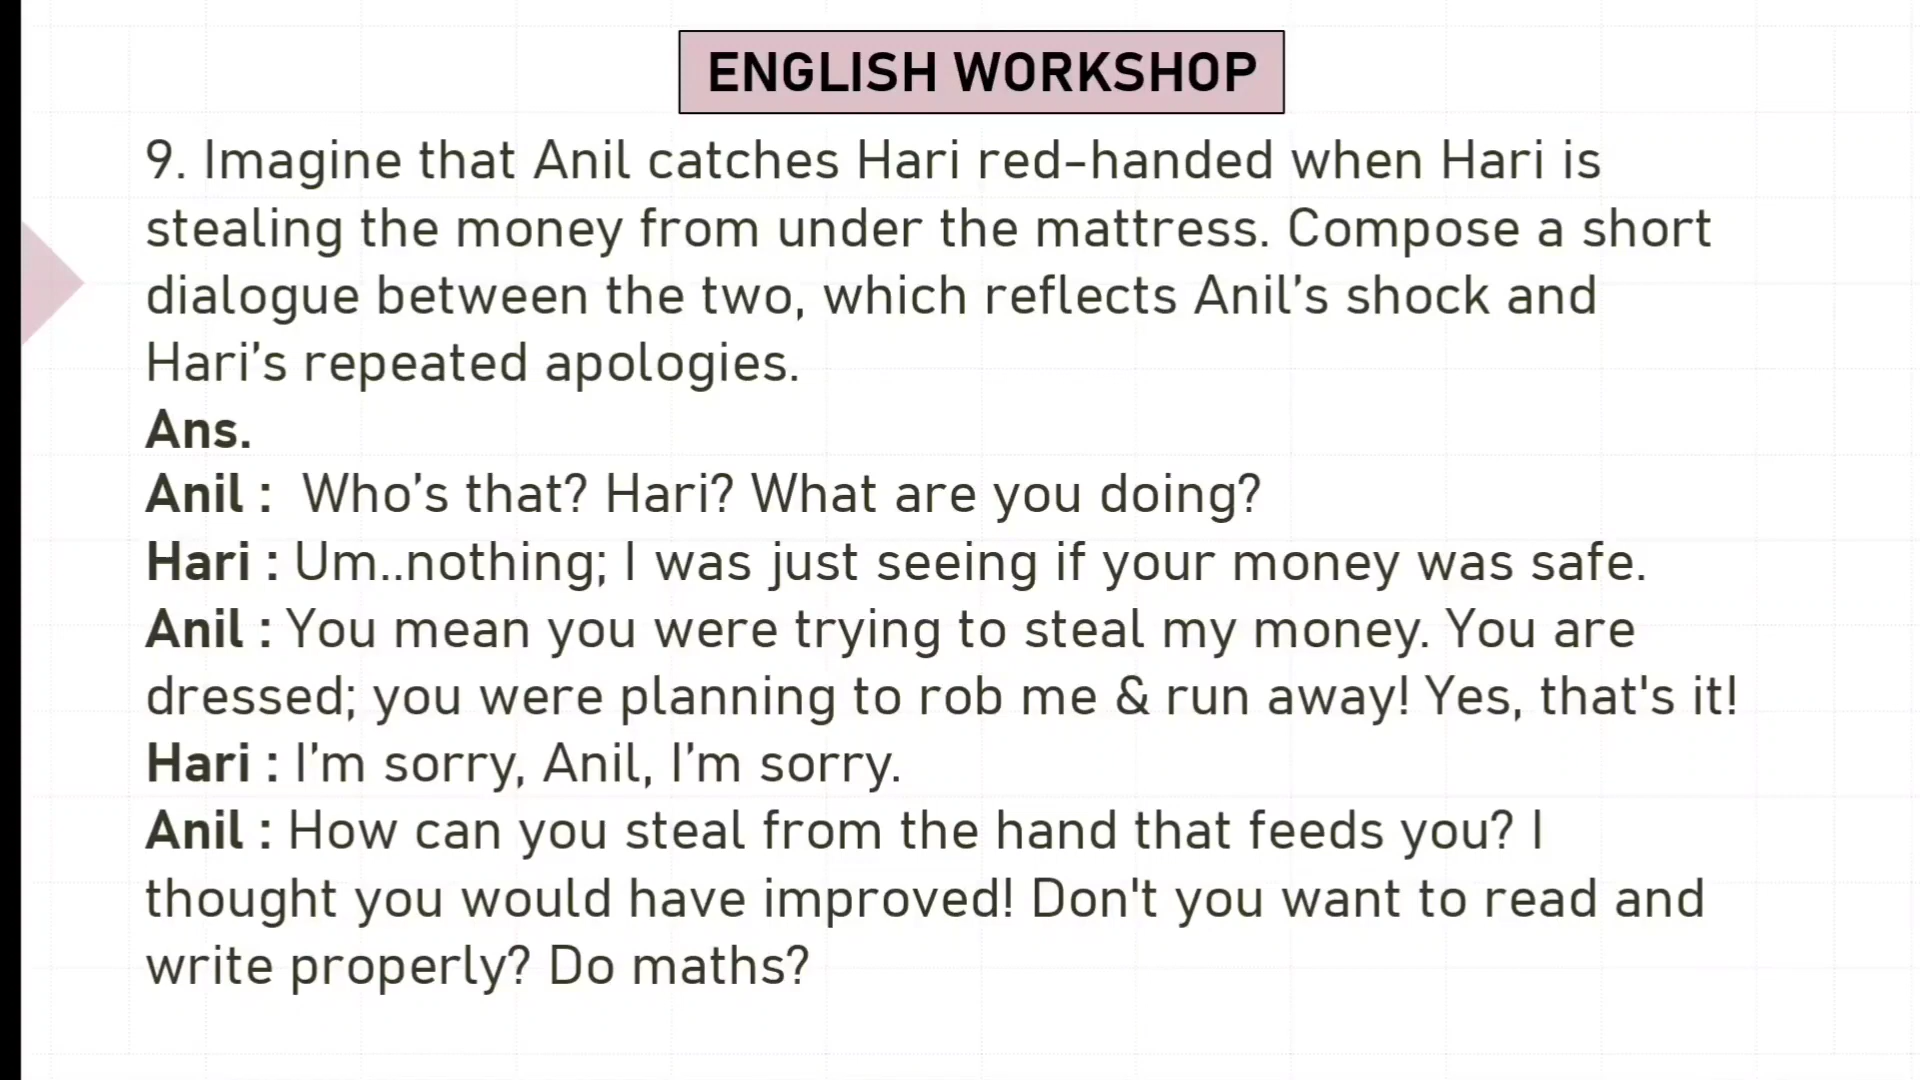 ENGLISH WORKSHOP
9. Imagine that Anil catches Hari red-handed when Hari is
stealing the money from under the mattress. Compose a short
dialogue between the two, which reflects Anil’s shock and
Hari’s repeated apologies.
Ans.
Anil :  Who’s that? Hari? What are you doing?
Hari : Um..nothing; I was just seeing if your money was safe.
Anil : You mean you were trying to steal my money. You are
dressed; you were planning to rob me & run away! Yes, that's it!
Hari : I’m sorry, Anil, I’m sorry.
Anil : How can you steal from the hand that feeds you? I
thought you would have improved! Don't you want to read and
write properly? Do maths?